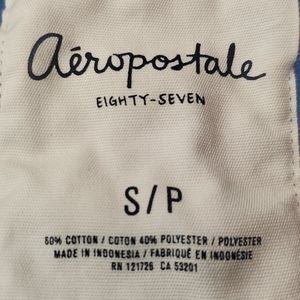 aéropostale
EIGHTY-SEVEN
S/P
60% COTTON / COTON 40% POLYESTER / POLYESTER
MADE IN INDONESIA / FABRIQUÉ EN INDONÉSIE
RN 121726 CA 53201